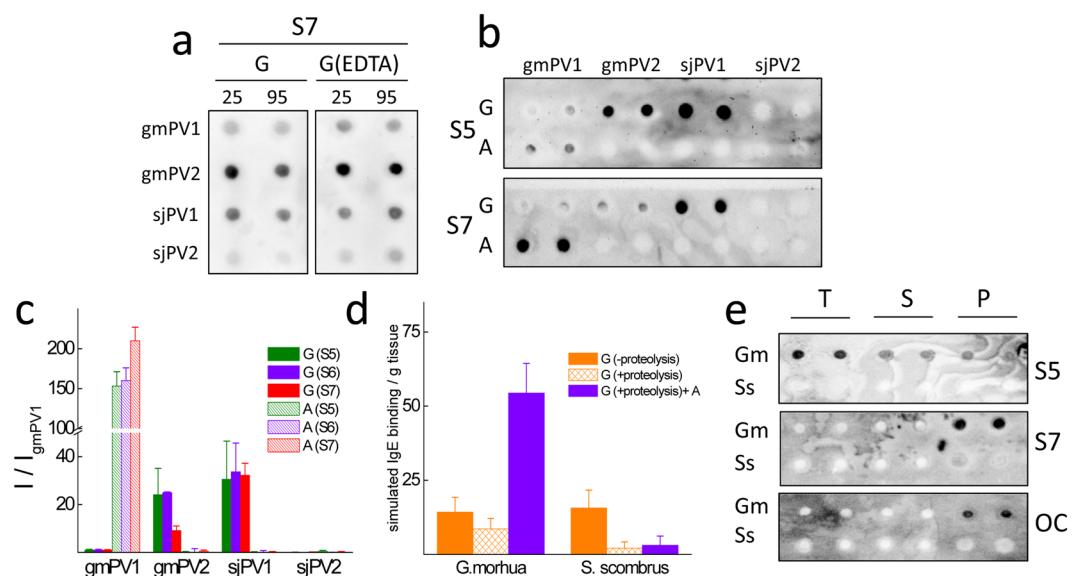 a
S7
G G(EDTA)
25 95 25 95
gmPV1
gmPV2
sjPV1
sjPV2
b
gmPV1 gmPV2 sjPV1 sjPV2
G
S5
A
G
S7
A
c
I / IgmPV1
200
150
100
40
20
G (S5)
G (S6)
G (S7)
A (S5)
A (S6)
A (S7)
gmPV1 gmPV2 sjPV1 sjPV2
d
simulated IgE binding / g tissue
75
50
25
G (-proteolysis)
G (+proteolysis)
G (+proteolysis)+ A
G.morhua S. scombrus
e
T S P
Gm
S5
Ss
Gm
S7
Ss
Gm
OC
Ss